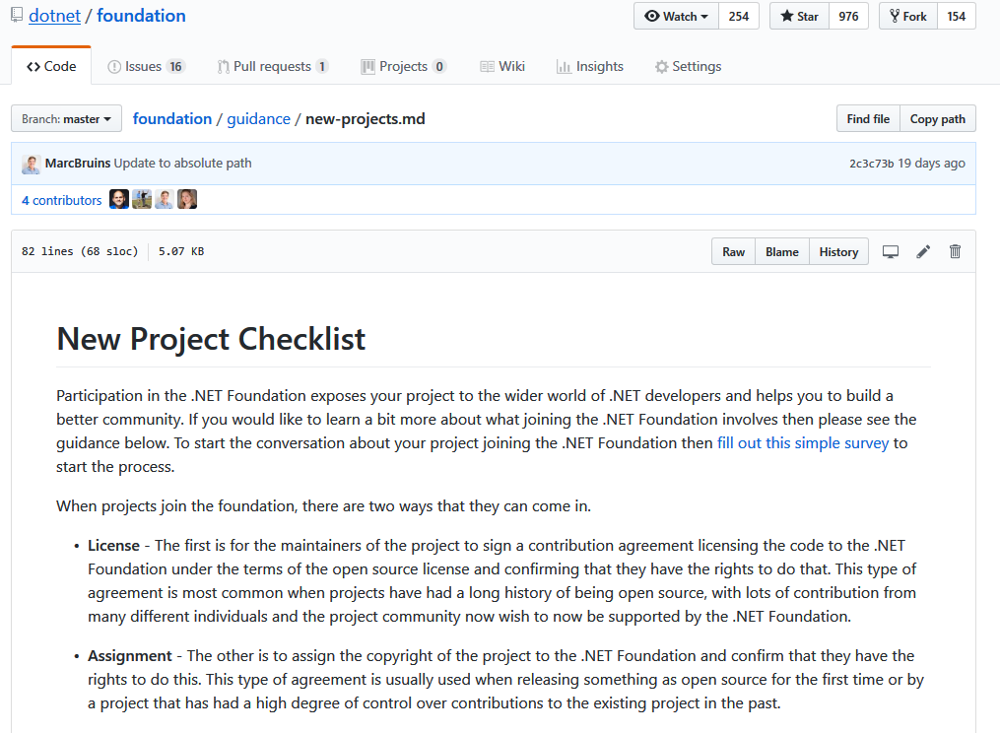 dotnet / foundation
Watch 254 Star 976 Fork 154
Code Issues 16 Pull requests 1 Projects 0 Wiki Insights Settings
Branch: master foundation / guidance / new-projects.md Find file Copy path
MarcBruins Update to absolute path 2c3c73b 19 days ago
4 contributors
82 lines (68 sloc) 5.07 KB Raw Blame History
New Project Checklist
Participation in the .NET Foundation exposes your project to the wider world of .NET developers and helps you to build a
better community. If you would like to learn a bit more about what joining the .NET Foundation involves then please see the
guidance below. To start the conversation about your project joining the .NET Foundation then fill out this simple survey to
start the process.
When projects join the foundation, there are two ways that they can come in.
• License - The first is for the maintainers of the project to sign a contribution agreement licensing the code to the .NET
Foundation under the terms of the open source license and confirming that they have the rights to do that. This type of
agreement is most common when projects have had a long history of being open source, with lots of contribution from
many different individuals and the project community now wish to now be supported by the .NET Foundation.
• Assignment - The other is to assign the copyright of the project to the .NET Foundation and confirm that they have the
rights to do this. This type of agreement is usually used when releasing something as open source for the first time or by
a project that has had a high degree of control over contributions to the existing project in the past.